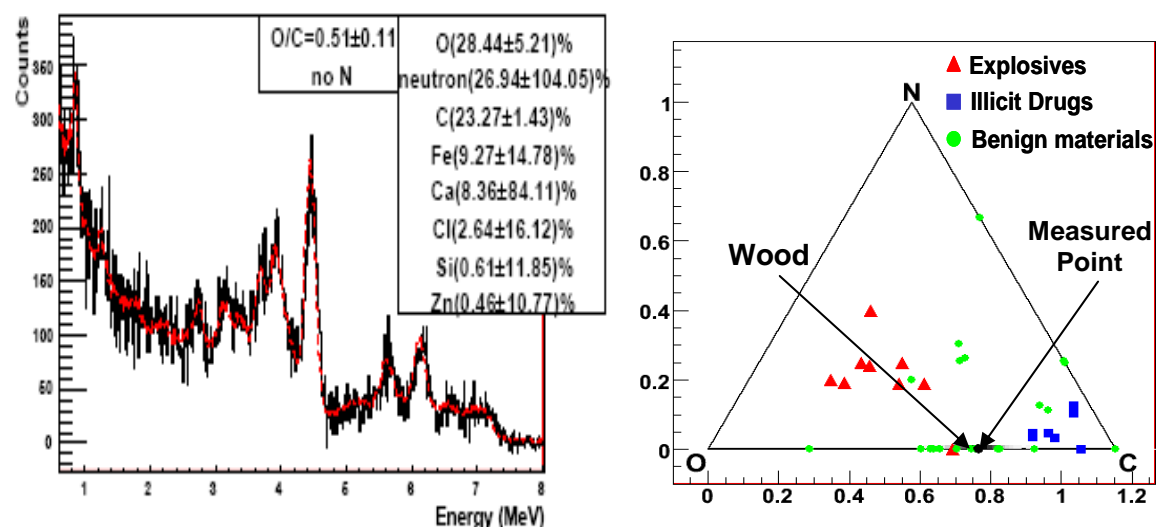 Counts
360
300
250
200
150
100
50
0
1 2 3 4 5 6 7 8
Energy (MeV)
O/C=0.51±0.11
no N
O(28.44±5.21)%
neutron(26.94±104.05)%
C(23.27±1.43)%
Fe(9.27±14.78)%
Ca(8.36±84.11)%
Cl(2.64±16.12)%
Si(0.61±11.85)%
Zn(0.46±10.77)%
Explosives
Illicit Drugs
Benign materials
N
1
0.8
0.6
0.4
0.2
0
Wood
Measured
Point
O
C
0 0.2 0.4 0.6 0.8 1 1.2